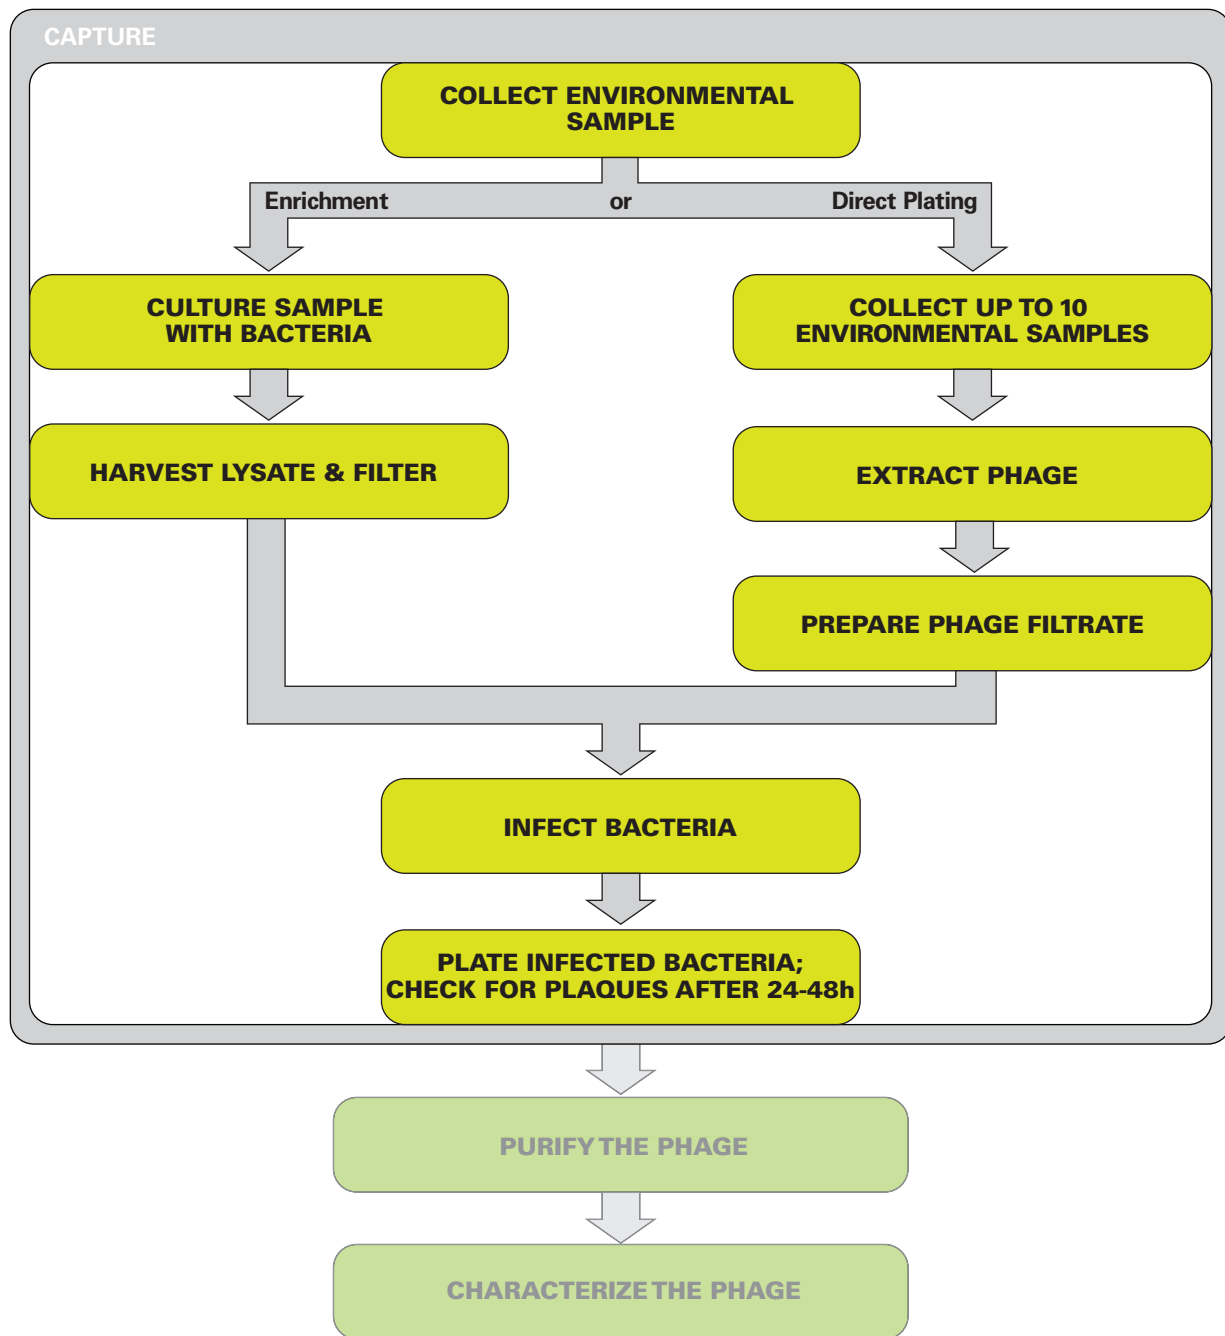 CAPTURE
COLLECT ENVIRONMENTAL
SAMPLE
Enrichment or Direct Plating
CULTURE SAMPLE
WITH BACTERIA
COLLECT UP TO 10
ENVIRONMENTAL SAMPLES
HARVEST LYSATE & FILTER
EXTRACT PHAGE
PREPARE PHAGE FILTRATE
INFECT BACTERIA
PLATE INFECTED BACTERIA;
CHECK FOR PLAQUES AFTER 24-48h
PURIFY THE PHAGE
CHARACTERIZE THE PHAGE